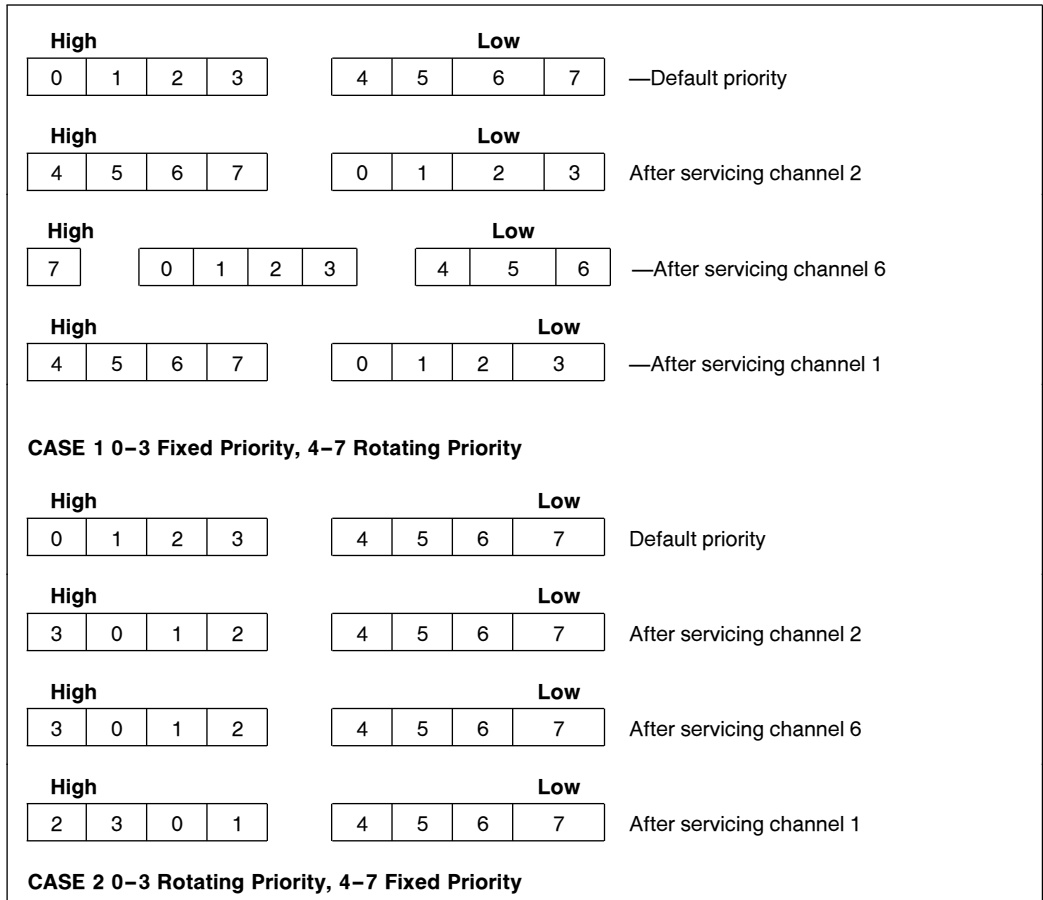 High Low
0 1 2 3 4 5 6 7 —Default priority
High Low
4 5 6 7 0 1 2 3 After servicing channel 2
High Low
7 0 1 2 3 4 5 6 —After servicing channel 6
High Low
4 5 6 7 0 1 2 3 —After servicing channel 1
CASE 1 0–3 Fixed Priority, 4–7 Rotating Priority
High Low
0 1 2 3 4 5 6 7 Default priority
High Low
3 0 1 2 4 5 6 7 After servicing channel 2
High Low
3 0 1 2 4 5 6 7 After servicing channel 6
High Low
2 3 0 1 4 5 6 7 After servicing channel 1
CASE 2 0–3 Rotating Priority, 4–7 Fixed Priority